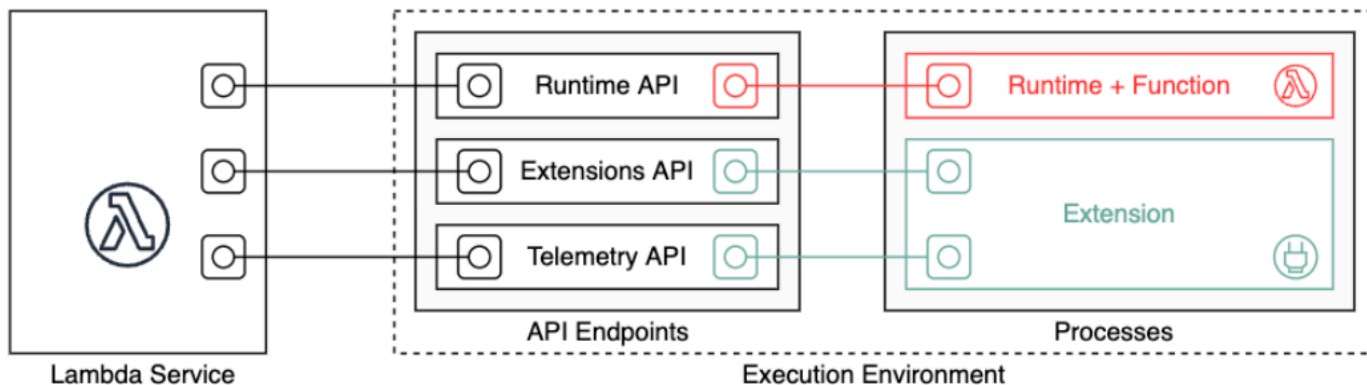 Runtime API
Runtime + Function
Extensions API
Extension
Telemetry API
API Endpoints
Processes
Lambda Service
Execution Environment